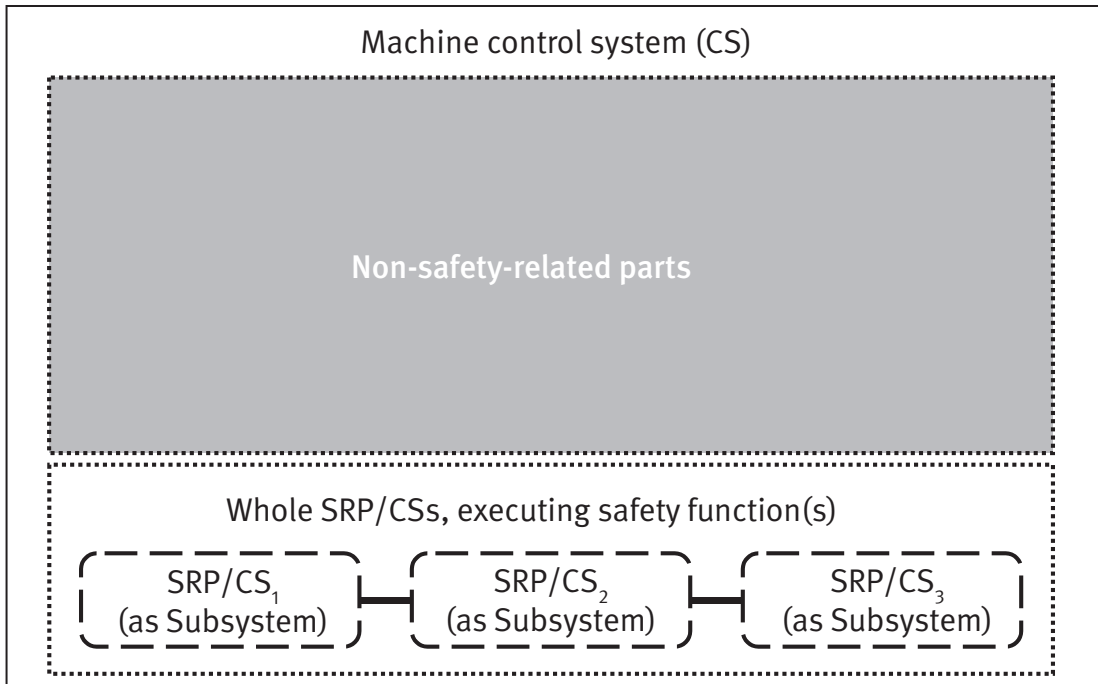 Machine control system (CS)
Non-safety-related parts
Whole SRP/CSs, executing safety function(s)
SRP/CS₁
(as Subsystem)
SRP/CS₂
(as Subsystem)
SRP/CS₃
(as Subsystem)